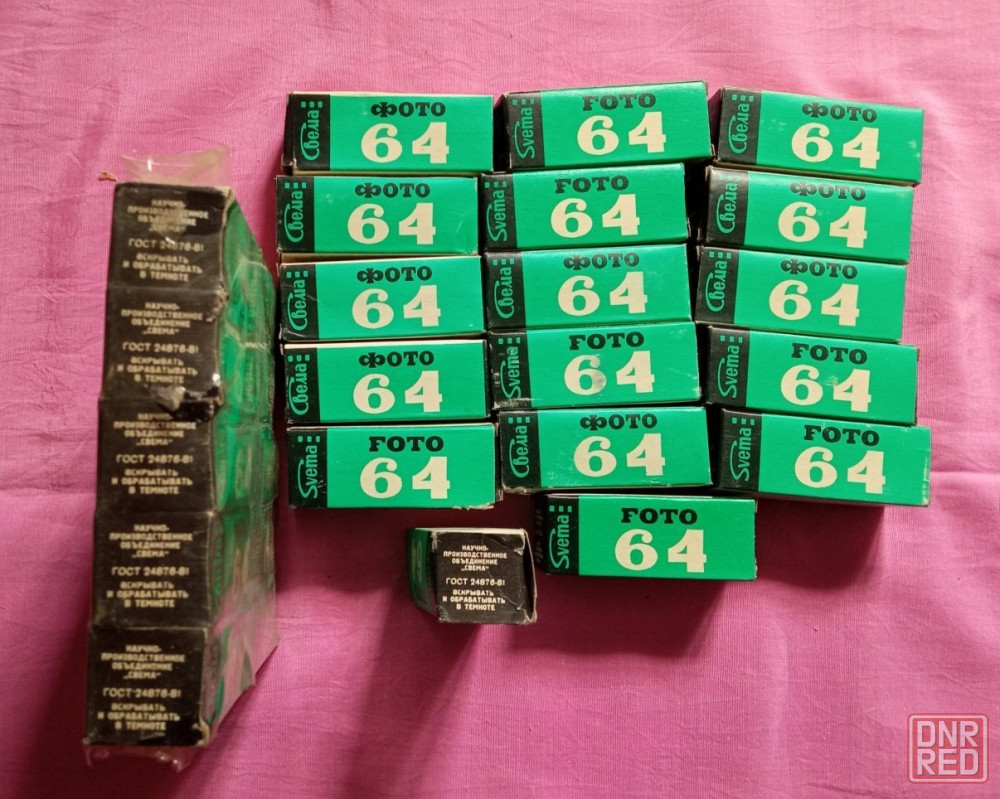 НАУЧНО-
ПРОИЗВОДСТВЕННОЕ
ОБЪЕДИНЕНИЕ
„СВЕМА"
ГОСТ 24876-81
ВСКРЫВАТЬ
И ОБРАБАТЫВАТЬ
В ТЕМНОТЕ
НАУЧНО-
ПРОИЗВОДСТВЕННОЕ
ОБЪЕДИНЕНИЕ
„СВЕМА"
ГОСТ 24876-81
ВСКРЫВАТЬ
И ОБРАБАТЫВАТЬ
В ТЕМНОТЕ
НАУЧНО-
ПРОИЗВОДСТВЕННОЕ
ОБЪЕДИНЕНИЕ
„СВЕМА"
ГОСТ 24876-81
ВСКРЫВАТЬ
И ОБРАБАТЫВАТЬ
В ТЕМНОТЕ
НАУЧНО-
ПРОИЗВОДСТВЕННОЕ
ОБЪЕДИНЕНИЕ
„СВЕМА"
ГОСТ 24876-81
ВСКРЫВАТЬ
И ОБРАБАТЫВАТЬ
В ТЕМНОТЕ
НАУЧНО-
ПРОИЗВОДСТВЕННОЕ
ОБЪЕДИНЕНИЕ
„СВЕМА"
ГОСТ 24876-81
ВСКРЫВАТЬ
И ОБРАБАТЫВАТЬ
В ТЕМНОТЕ
Свема
ФОТО
64
Свема
ФОТО
64
Свема
ФОТО
64
Свема
ФОТО
64
Svema
FOTO
64
Svema
FOTO
64
Svema
FOTO
64
Свема
ФОТО
64
Svema
FOTO
64
Свема
ФОТО
64
Свема
ФОТО
64
Свема
ФОТО
64
Свема
ФОТО
64
Svema
FOTO
64
Svema
FOTO
64
НАУЧНО-
ПРОИЗВОДСТВЕННОЕ
ОБЪЕДИНЕНИЕ
„СВЕМА"
ГОСТ 24876-81
ВСКРЫВАТЬ
И ОБРАБАТЫВАТЬ
В ТЕМНОТЕ
Svema
FOTO
64
DNR
RED